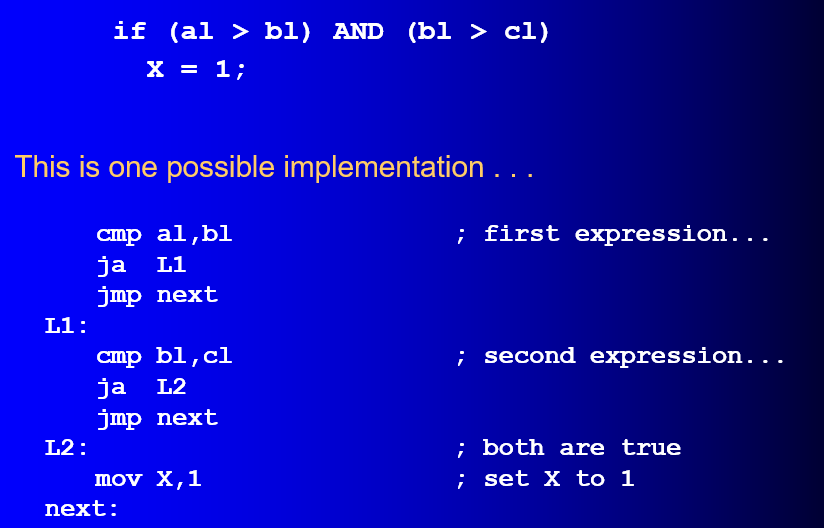 if (al > bl) AND (bl > cl)
X = 1;
This is one possible implementation . . .
cmp al,bl ; first expression...
ja L1
jmp next
L1:
cmp bl,cl ; second expression...
ja L2
jmp next
L2: ; both are true
mov X,1 ; set X to 1
next: